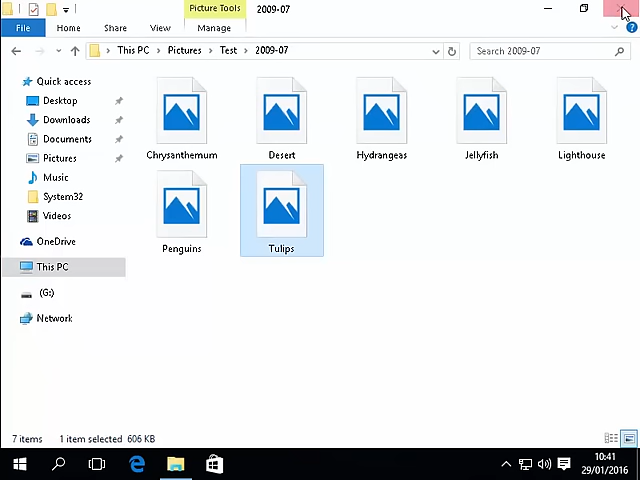 Picture Tools 2009-07
File Home Share View Manage
This PC Pictures Test 2009-07 Search 2009-07
Quick access
Desktop
Downloads
Documents
Pictures
Music
System32
Videos
OneDrive
This PC
(G:)
Network
Chrysanthemum Desert Hydrangeas Jellyfish Lighthouse
Penguins Tulips
7 items 1 item selected 606 KB
10:41
29/01/2016